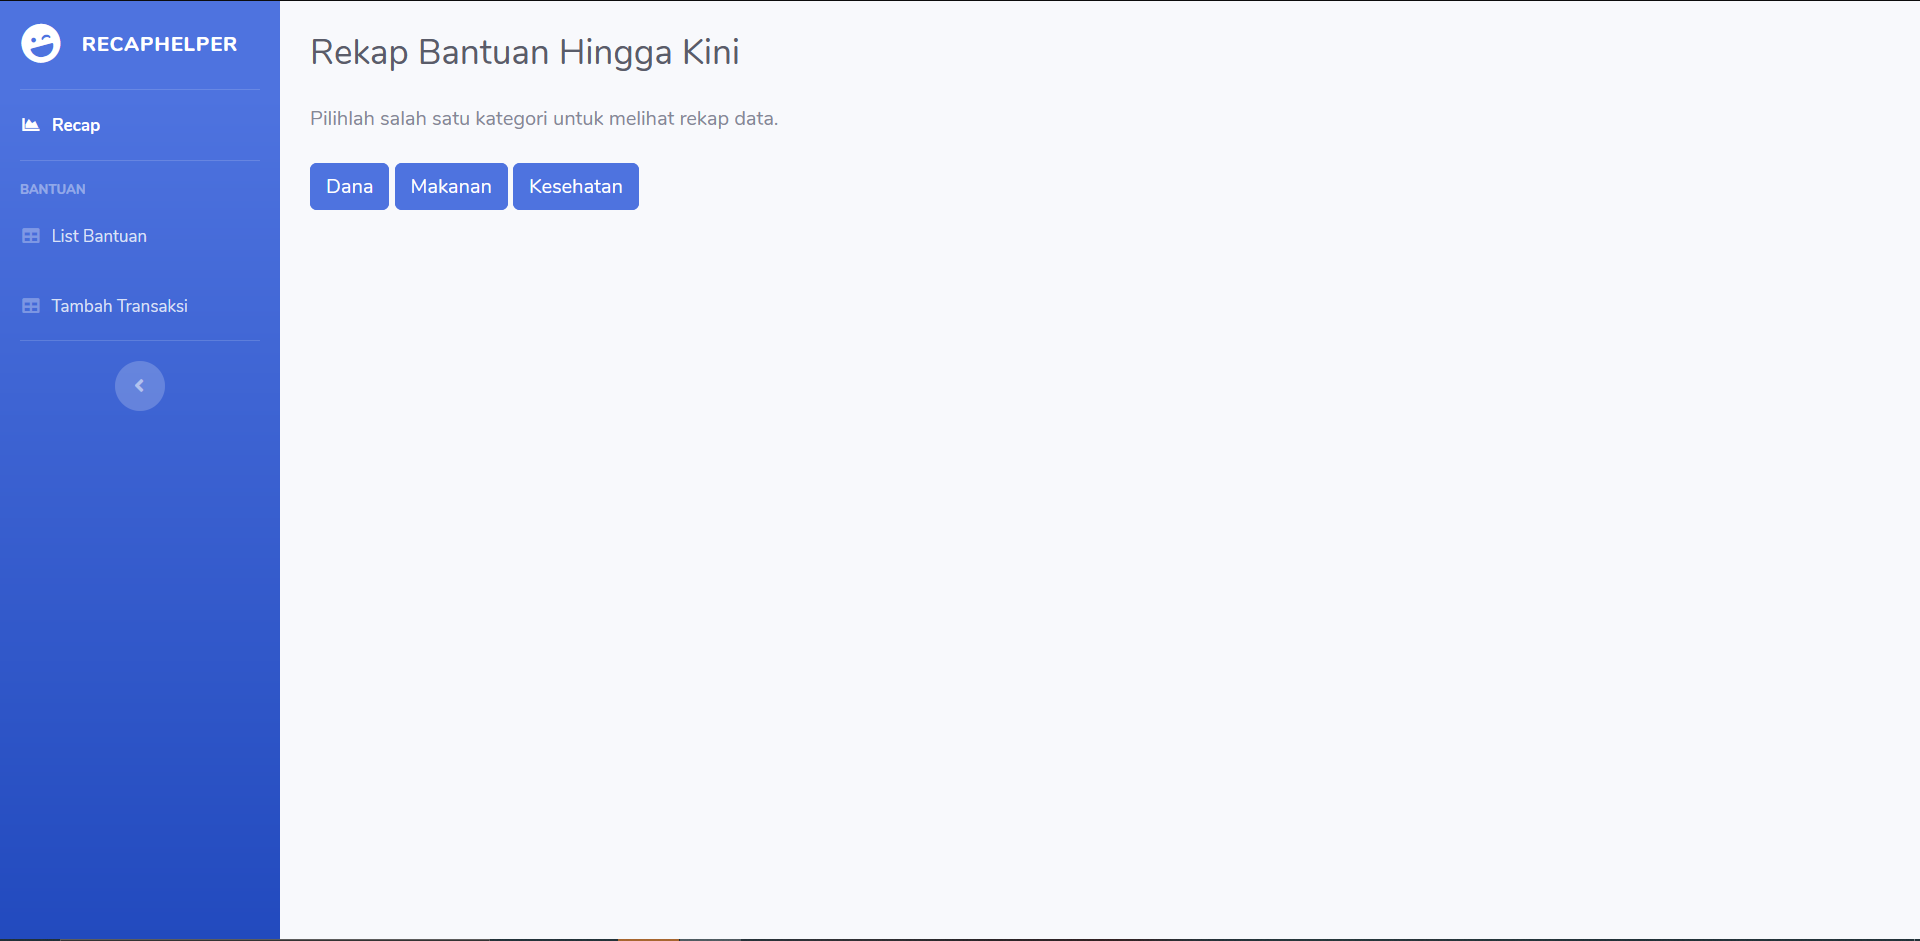 RECAPHELPER
Recap
BANTUAN
List Bantuan
Tambah Transaksi
Rekap Bantuan Hingga Kini
Pilihlah salah satu kategori untuk melihat rekap data.
Dana Makanan Kesehatan